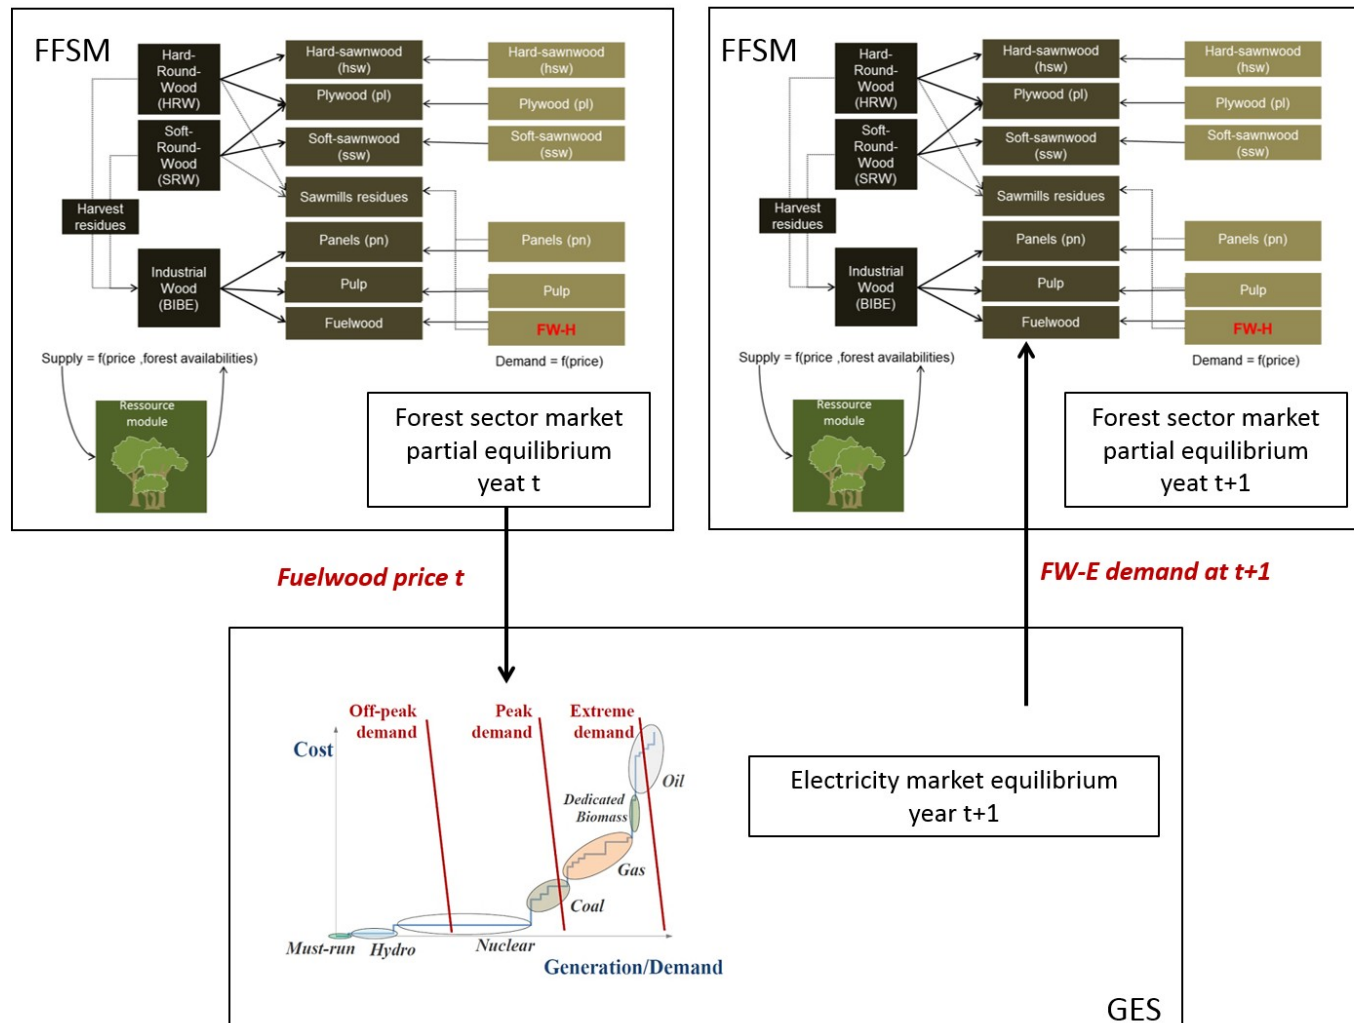 FFSM
Hard-
Round-
Wood
(HRW)
Soft-
Round-
Wood
(SRW)
Harvest
residues
Industrial
Wood
(BIBE)
Hard-sawnwood
(hsw)
Plywood (pl)
Soft-sawnwood
(ssw)
Sawmills residues
Panels (pn)
Pulp
Fuelwood
Hard-sawnwood
(hsw)
Plywood (pl)
Soft-sawnwood
(ssw)
Panels (pn)
Pulp
FW-H
Supply = f(price ,forest availabilities)
Demand = f(price)
Ressource
module
Forest sector market
partial equilibrium
yeat t
FFSM
Hard-
Round-
Wood
(HRW)
Soft-
Round-
Wood
(SRW)
Harvest
residues
Industrial
Wood
(BIBE)
Hard-sawnwood
(hsw)
Plywood (pl)
Soft-sawnwood
(ssw)
Sawmills residues
Panels (pn)
Pulp
Fuelwood
Hard-sawnwood
(hsw)
Plywood (pl)
Soft-sawnwood
(ssw)
Panels (pn)
Pulp
FW-H
Supply = f(price ,forest availabilities)
Demand = f(price)
Ressource
module
Forest sector market
partial equilibrium
yeat t+1
Fuelwood price t
FW-E demand at t+1
Off-peak
demand
Peak
demand
Extreme
demand
Cost
Oil
Dedicated
Biomass
Gas
Coal
Must-run
Hydro
Nuclear
Generation/Demand
Electricity market equilibrium
year t+1
GES